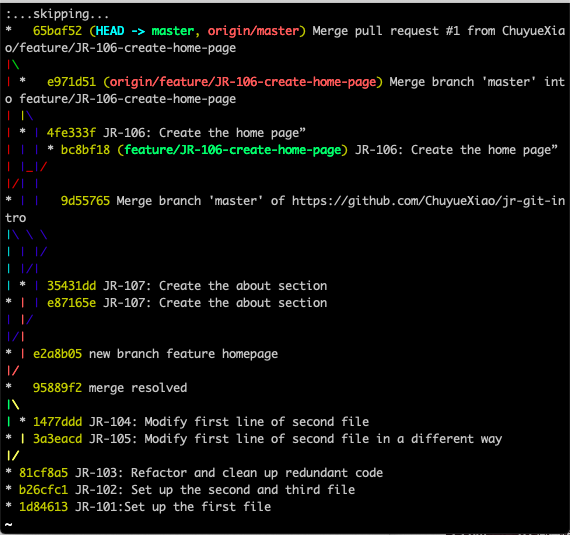 :...skipping...
*   65baf52 (HEAD -> master, origin/master) Merge pull request #1 from ChuyueXia
o/feature/JR-106-create-home-page
|\
| *   e971d51 (origin/feature/JR-106-create-home-page) Merge branch 'master' int
o feature/JR-106-create-home-page
| |\
| * | 4fe333f JR-106: Create the home page”
| | | * bc8bf18 (feature/JR-106-create-home-page) JR-106: Create the home page”
| |_|/
|/| |
* | |   9d55765 Merge branch 'master' of https://github.com/ChuyueXiao/jr-git-in
tro
|\ \ \
| | |/
| |/|
| * | 35431dd JR-107: Create the about section
* | | e87165e JR-107: Create the about section
| |/
|/|
* | e2a8b05 new branch feature homepage
|/
*   95889f2 merge resolved
|\
| * 1477ddd JR-104: Modify first line of second file
* | 3a3eacd JR-105: Modify first line of second file in a different way
|/
* 81cf8a5 JR-103: Refactor and clean up redundant code
* b26cfc1 JR-102: Set up the second and third file
* 1d84613 JR-101:Set up the first file
~